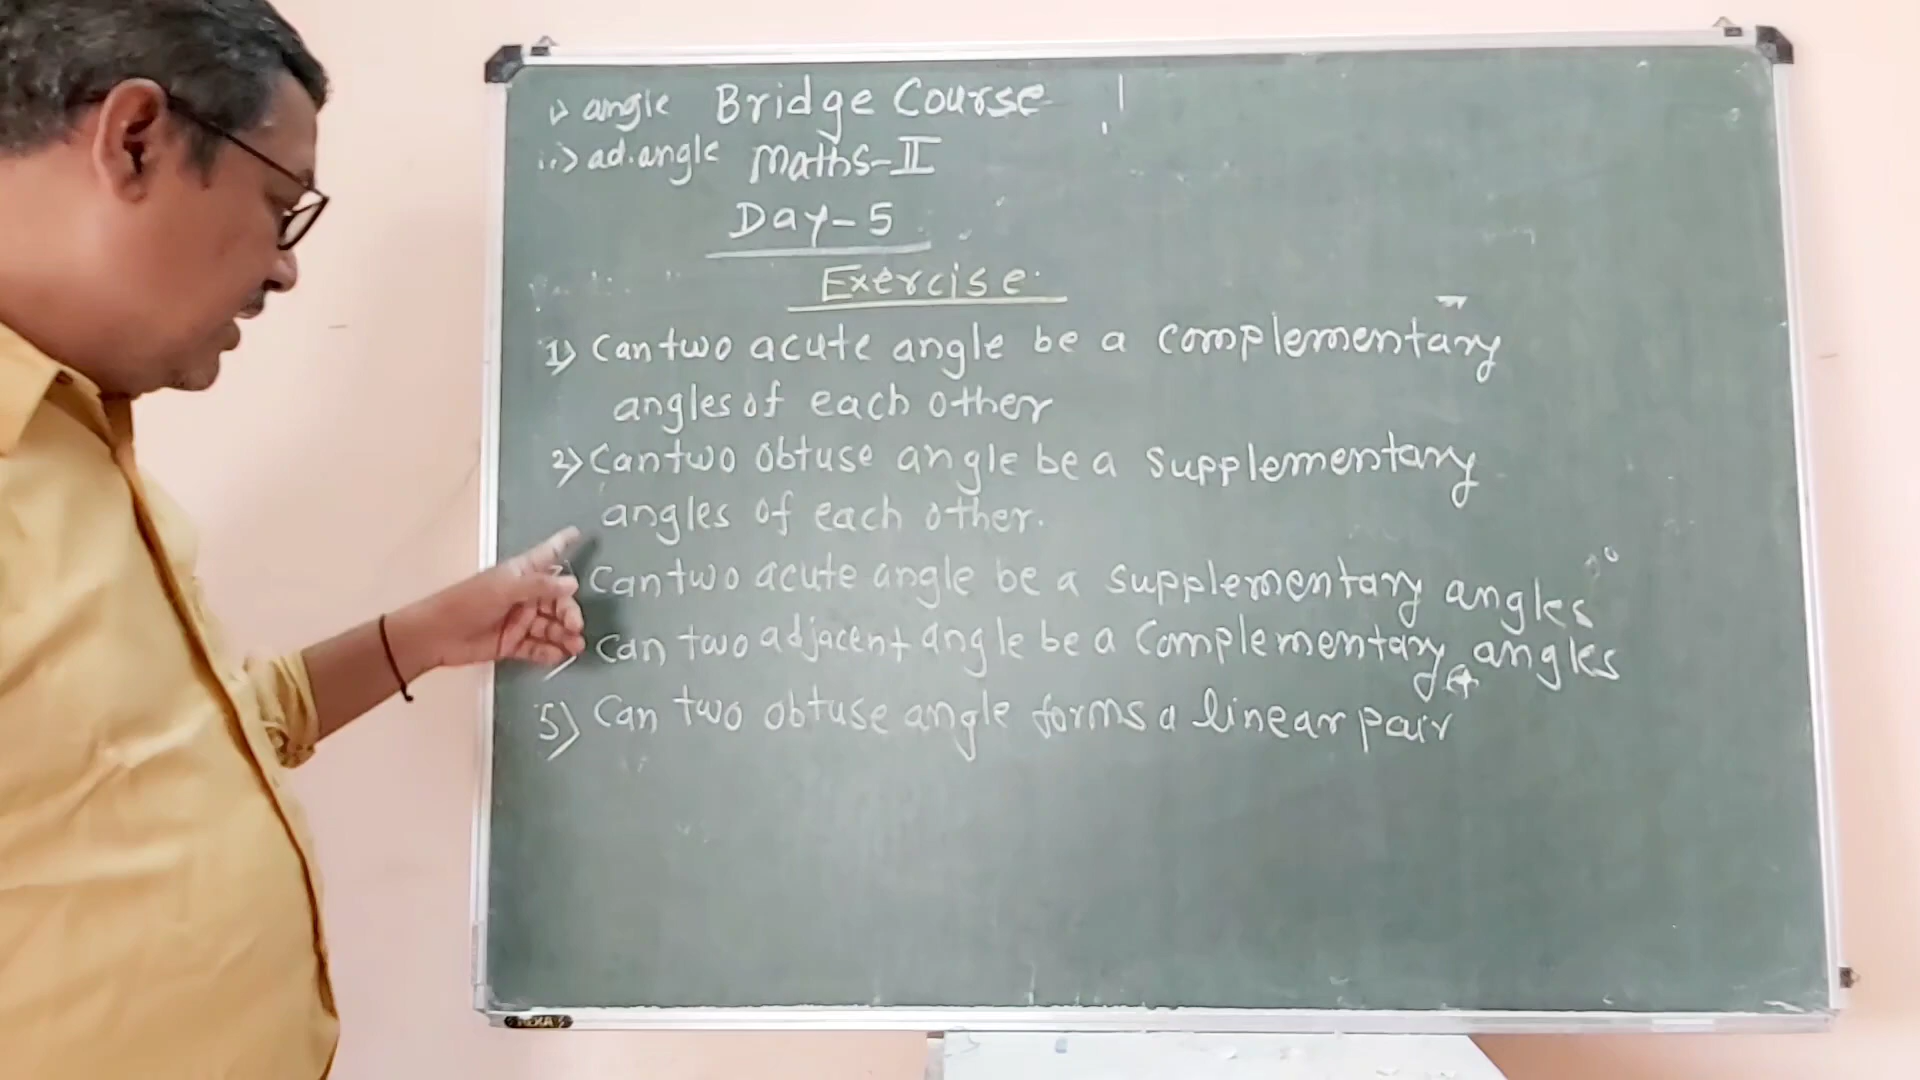 i> angle Bridge Course
ii> ad.angle Maths-II
Day-5
Exercise
1) Can two acute angle be a complementary
angles of each other
2) Can two obtuse angle be a supplementary
angles of each other.
Can two acute angle be a supplementary angles
Can two adjacent angle be a Complementary angles
5) Can two obtuse angle forms a linear pair